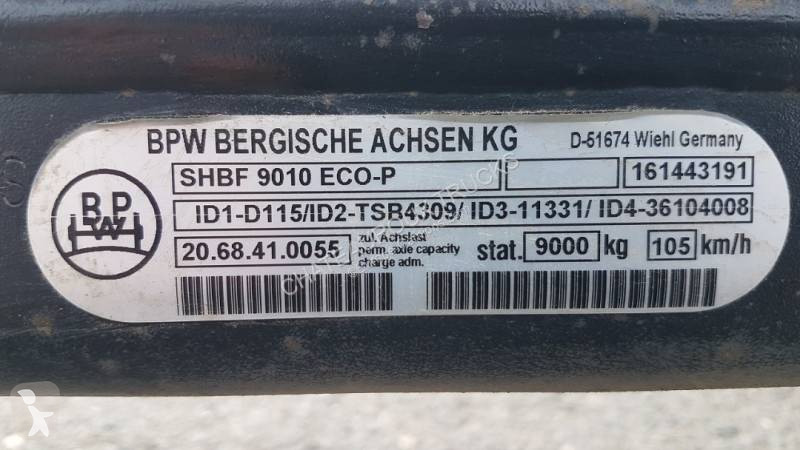 BPW BERGISCHE ACHSEN KG D-51674 Wiehl Germany
BPW
SHBF 9010 ECO-P 161443191
ID1-D115/ID2-TSB4309/ ID3-11331/ ID4-36104008
20.68.41.0055 zul. Achslast
perm. axle capacity
charge adm. stat. 9000 kg 105 km/h